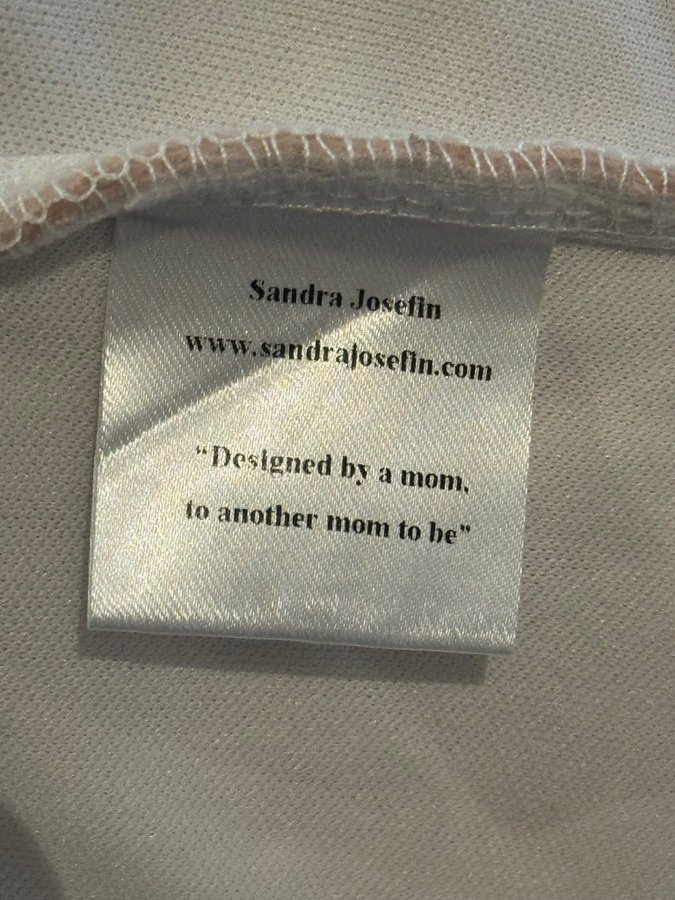 Sandra Josefin
www.sandrajosefin.com
“Designed by a mom,
to another mom to be”